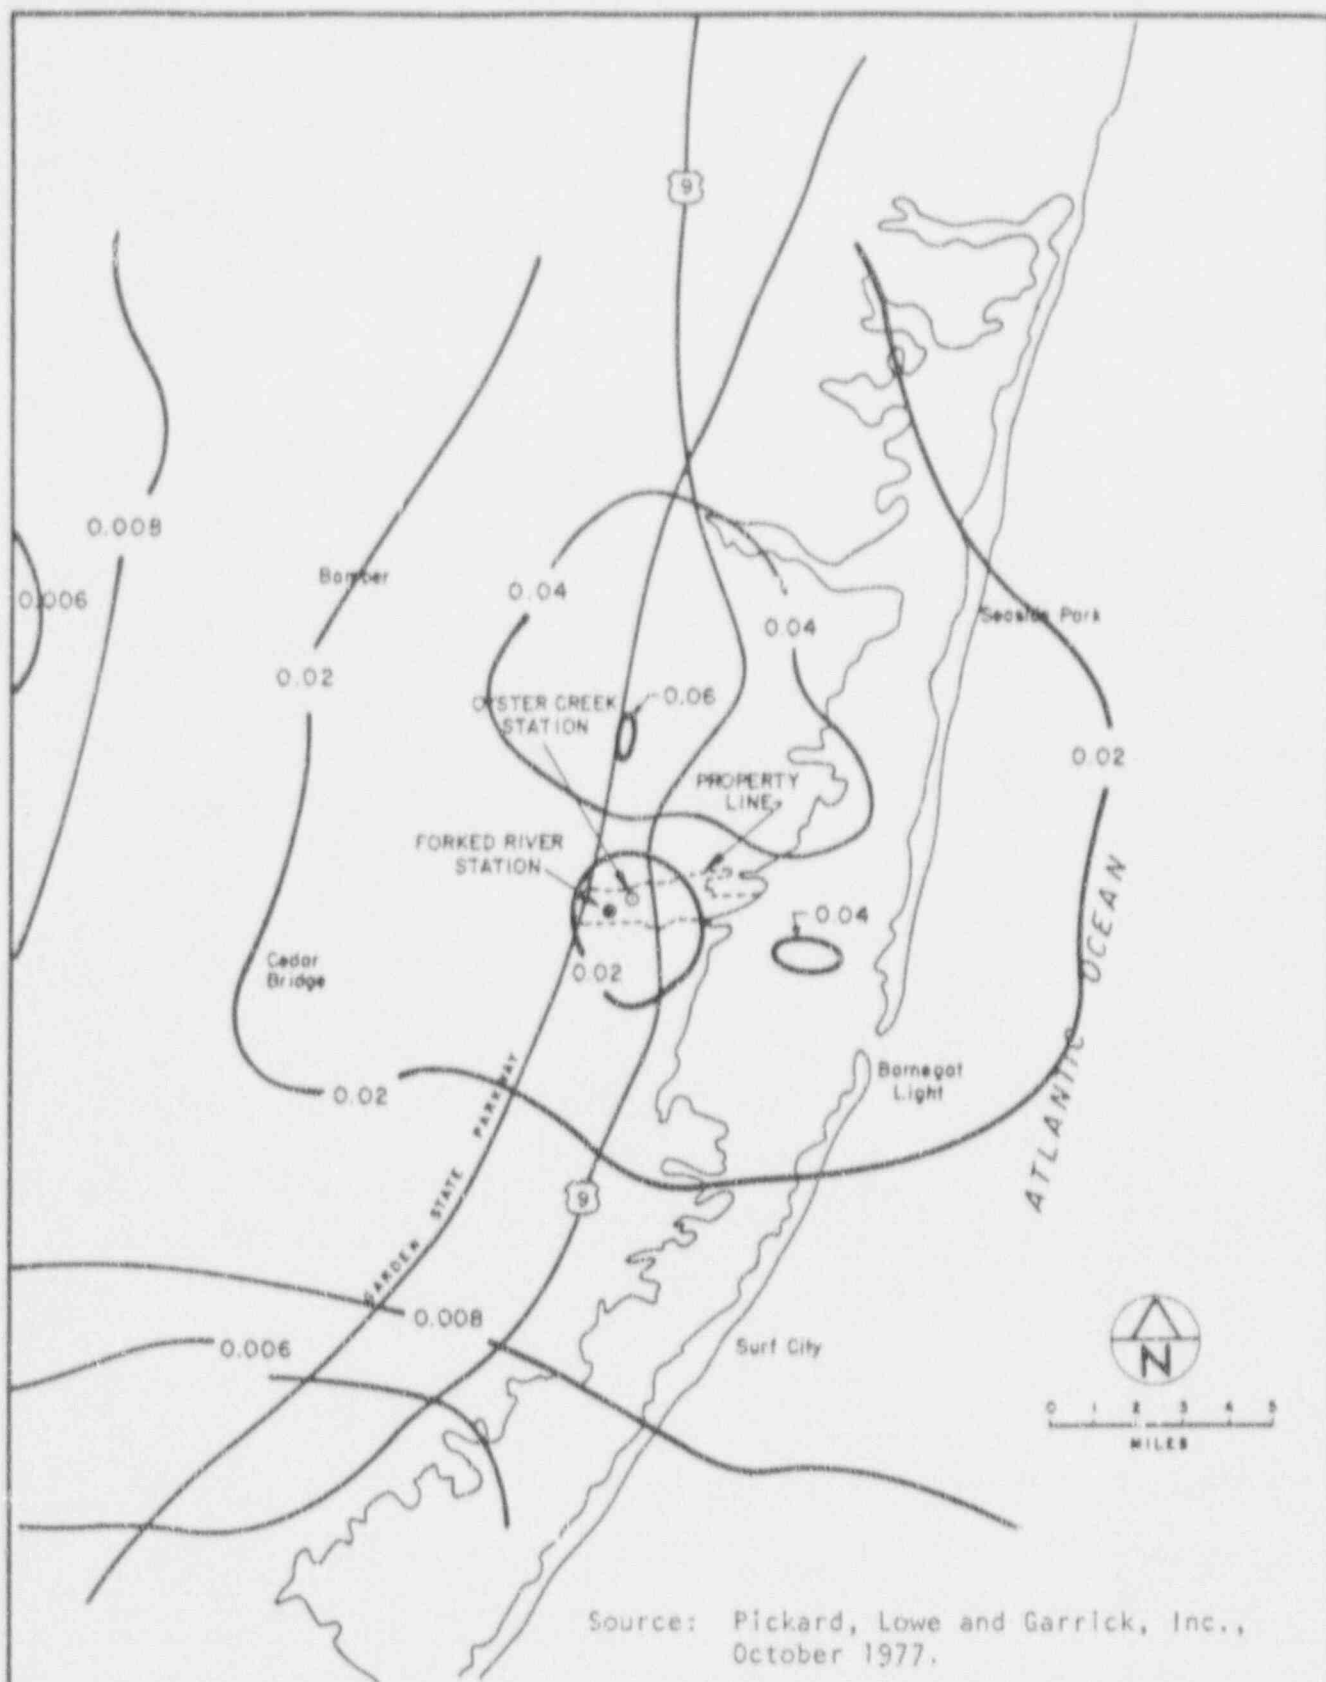 9
0.008
0.006
Bamber
0.04
0.04
Seaside Park
0.02
OYSTER CREEK
STATION
0.06
0.02
PROPERTY
LINE
FORKED RIVER
STATION
0.04
Cedar
Bridge
0.02
ATLANTIC OCEAN
Barnegat
Light
0.02
GARDEN STATE PARKWAY
9
0.008
0.006
Surf City
N
0 1 2 3 4 5
MILES
Source: Pickard, Lowe and Garrick, Inc.,
October 1977.